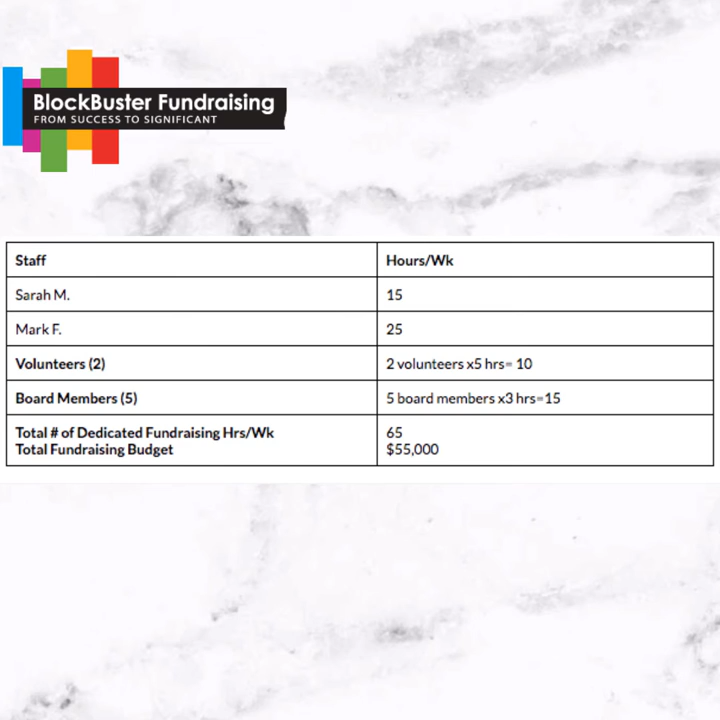 BlockBuster Fundraising
FROM SUCCESS TO SIGNIFICANT
Staff
Hours/Wk
Sarah M.
15
Mark F.
25
Volunteers (2)
2 volunteers x5 hrs= 10
Board Members (5)
5 board members x3 hrs=15
Total # of Dedicated Fundraising Hrs/Wk
65
Total Fundraising Budget
$55,000